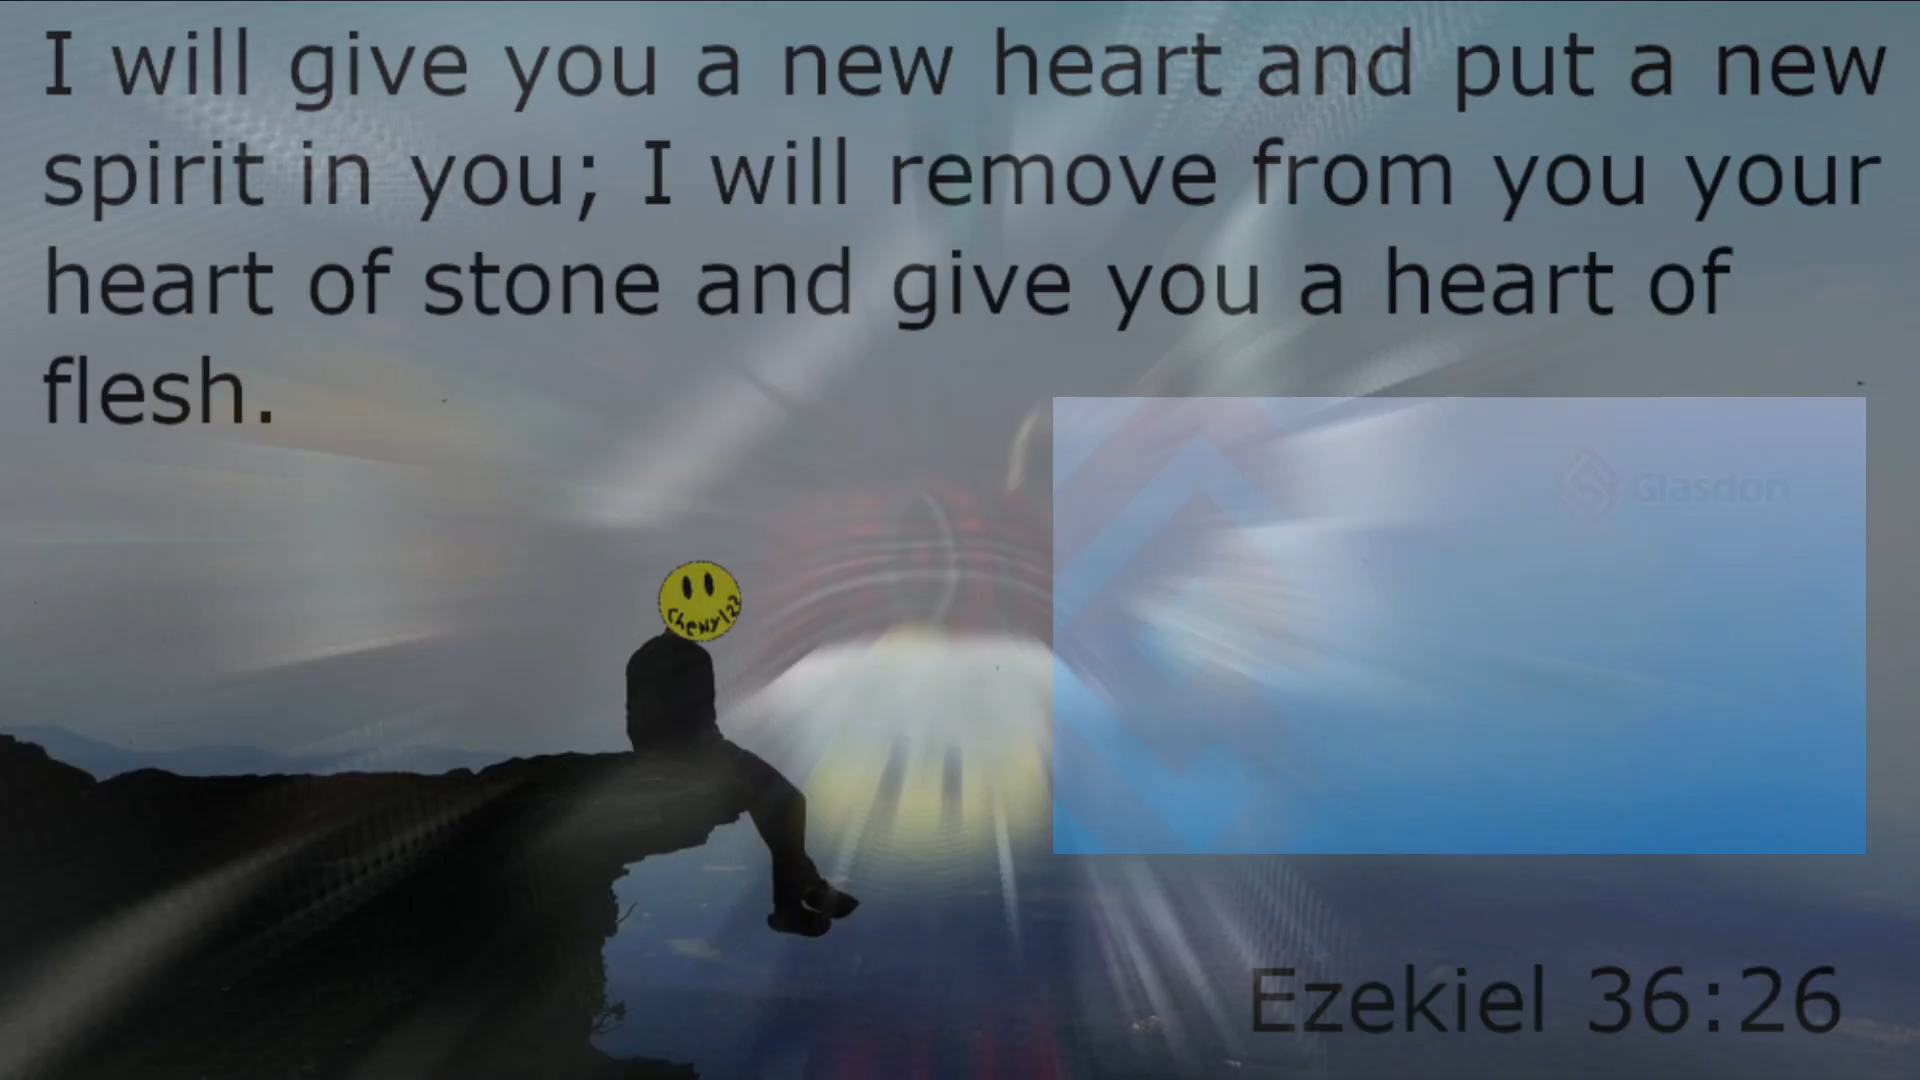 I will give you a new heart and put a new
spirit in you; I will remove from you your
heart of stone and give you a heart of
flesh.
Glasdon
Chewy122
Ezekiel 36:26